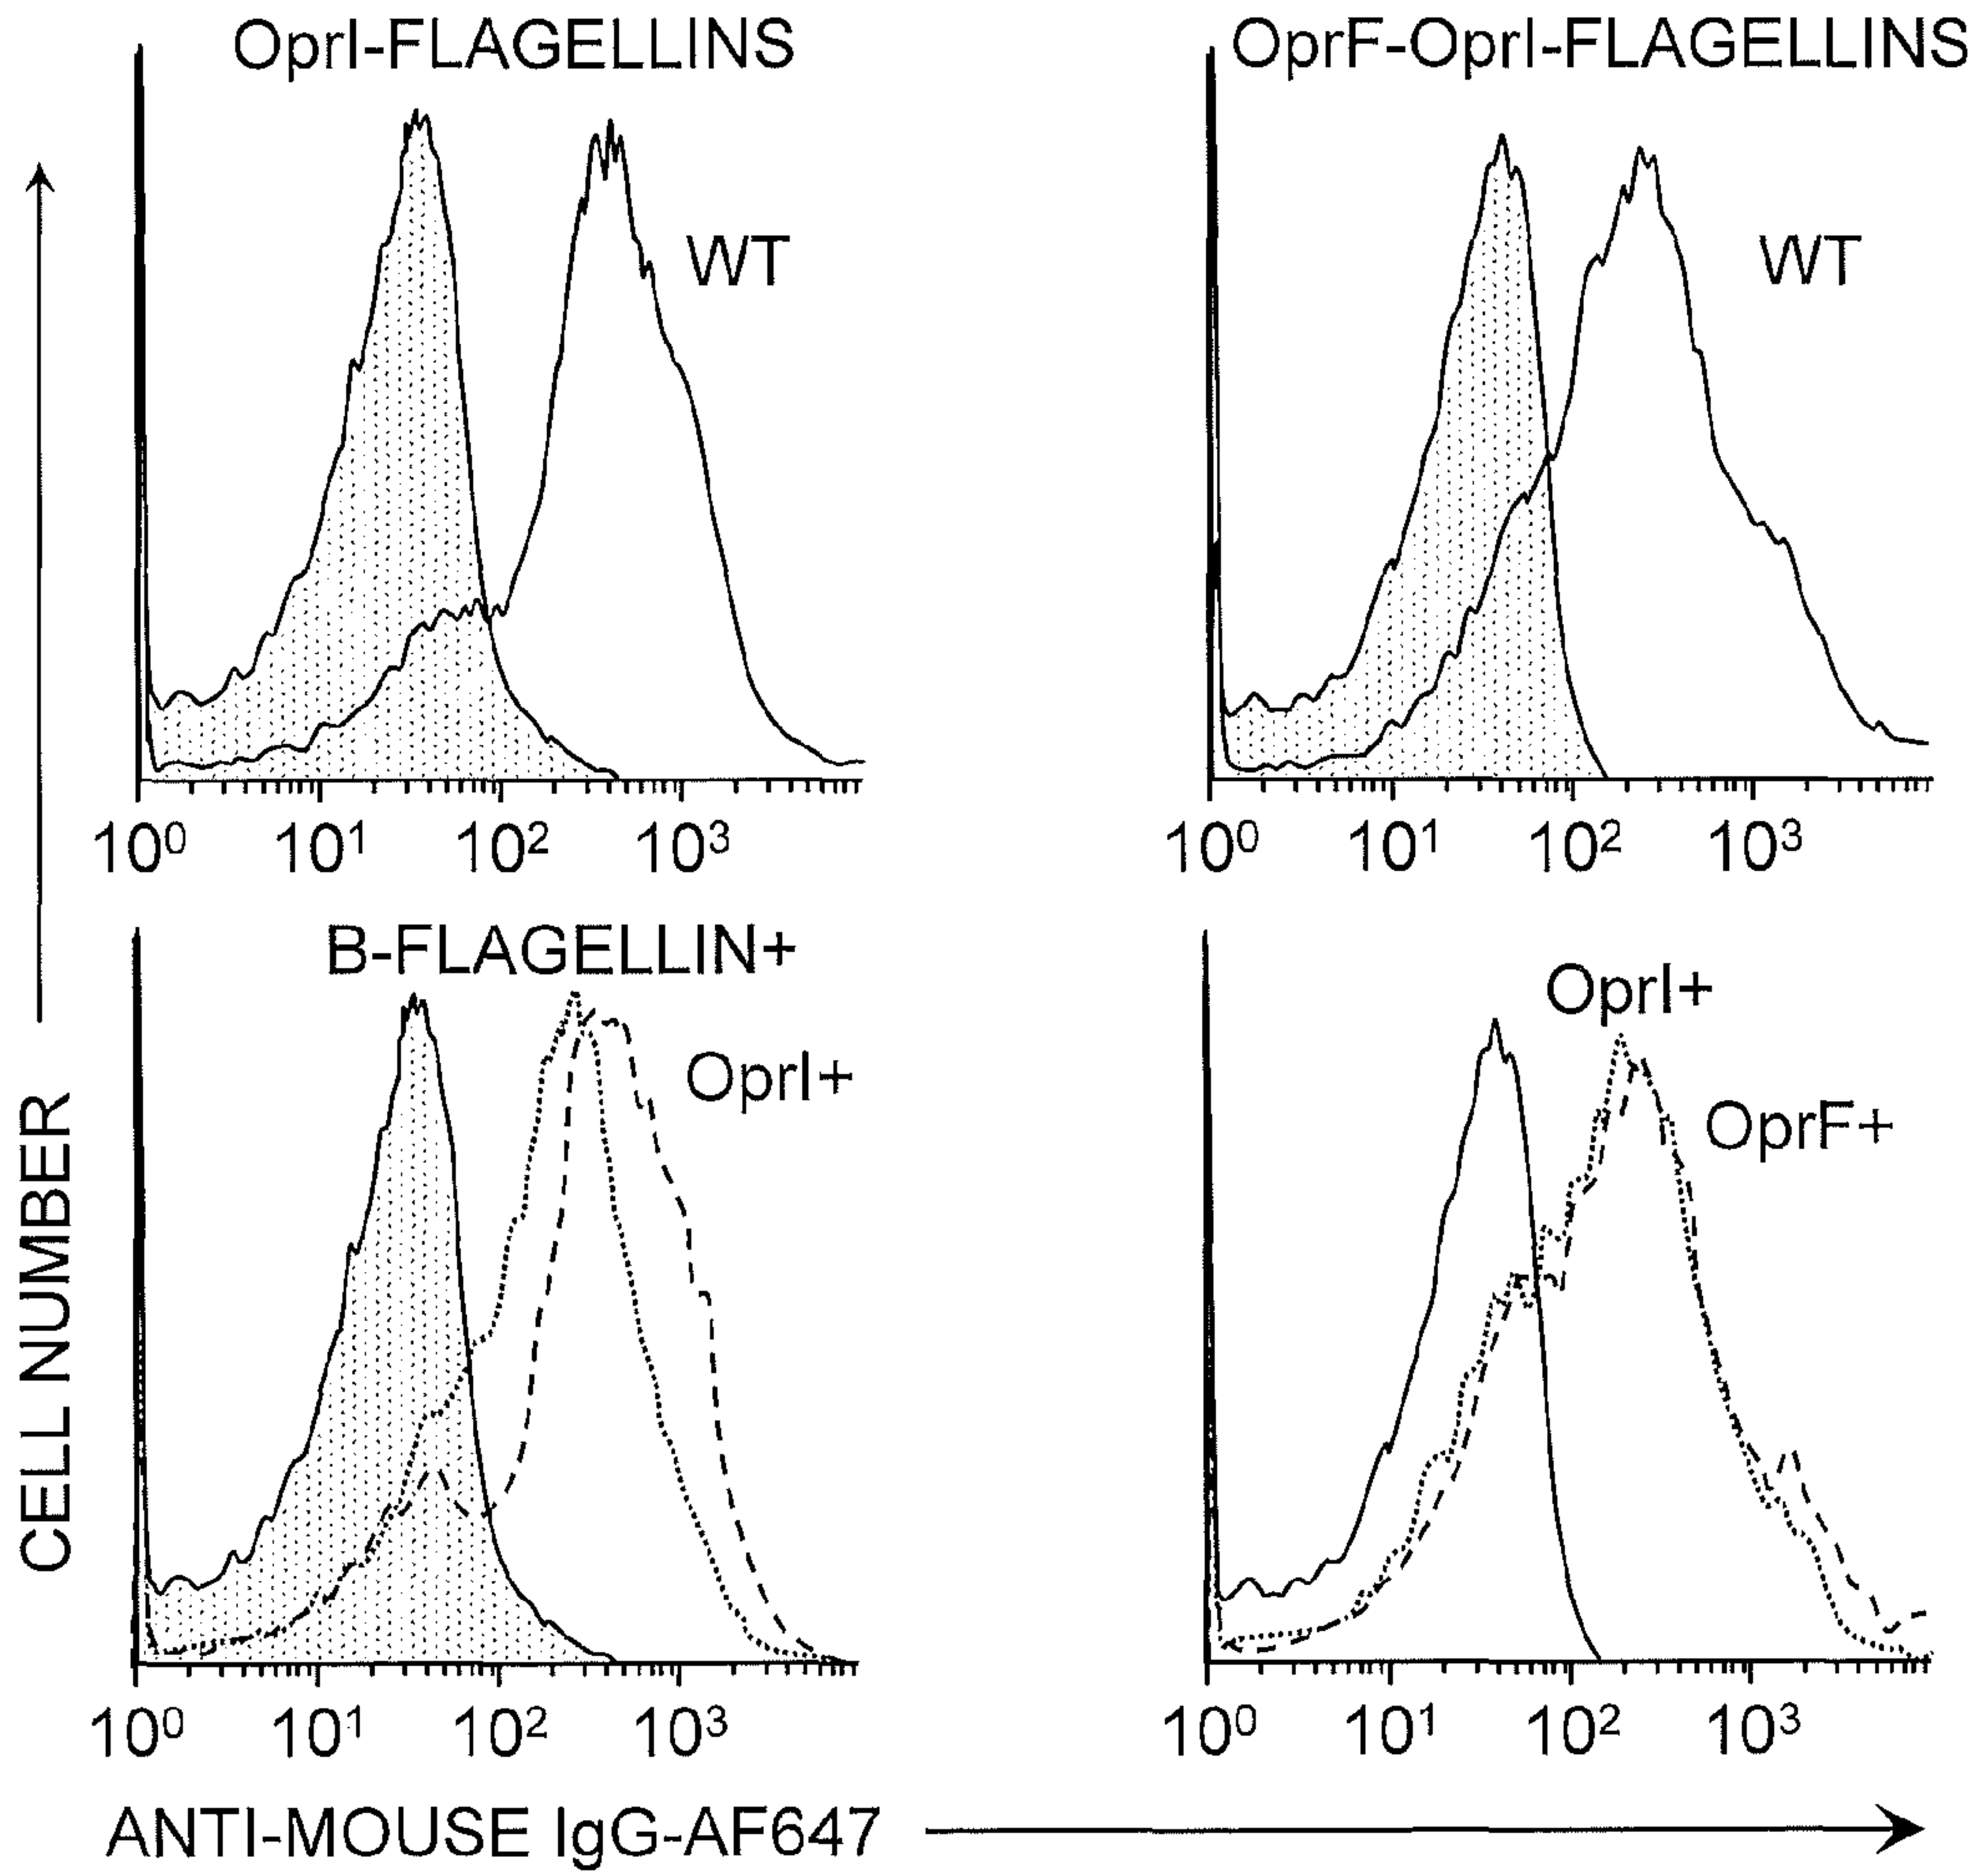 OprI-FLAGELLINS
OprF-OprI-FLAGELLINS
WT
WT
10⁰ 10¹ 10² 10³
10⁰ 10¹ 10² 10³
B-FLAGELLIN+
OprI+
OprI+
OprF+
10⁰ 10¹ 10² 10³
10⁰ 10¹ 10² 10³
CELL NUMBER
ANTI-MOUSE IgG-AF647